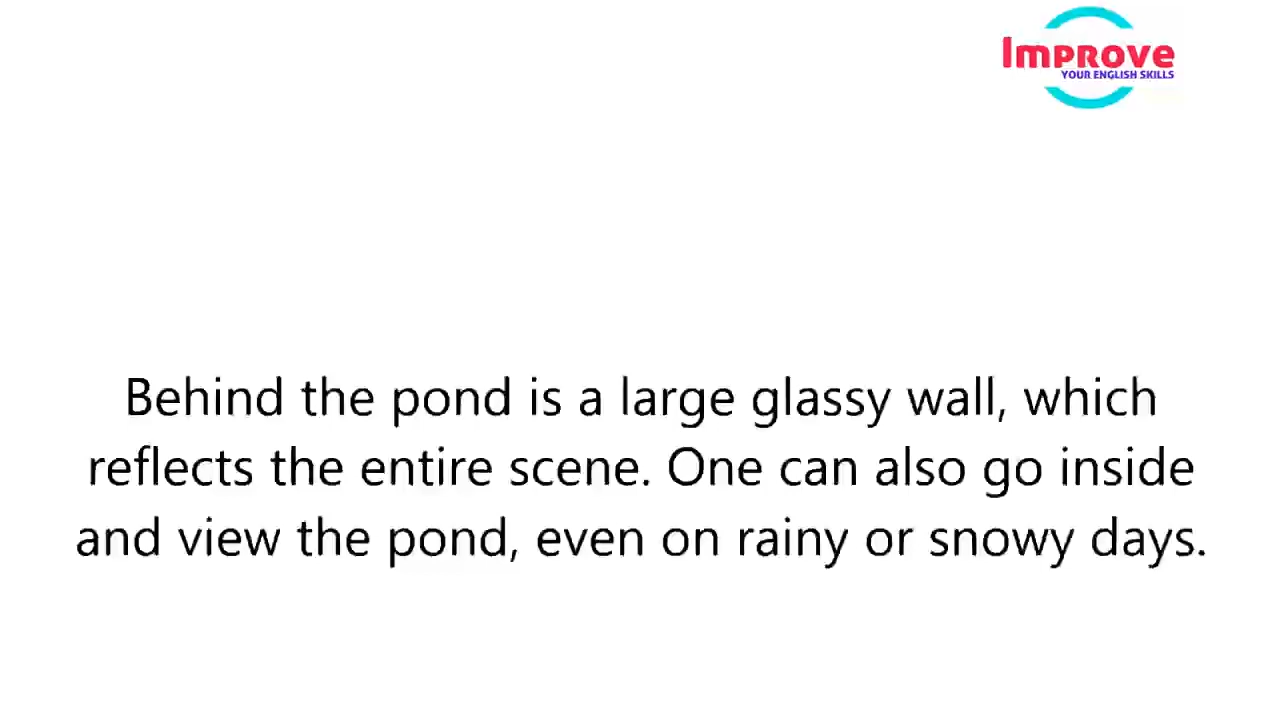 Improve
YOUR ENGLISH SKILLS
Behind the pond is a large glassy wall, which
reflects the entire scene. One can also go inside
and view the pond, even on rainy or snowy days.